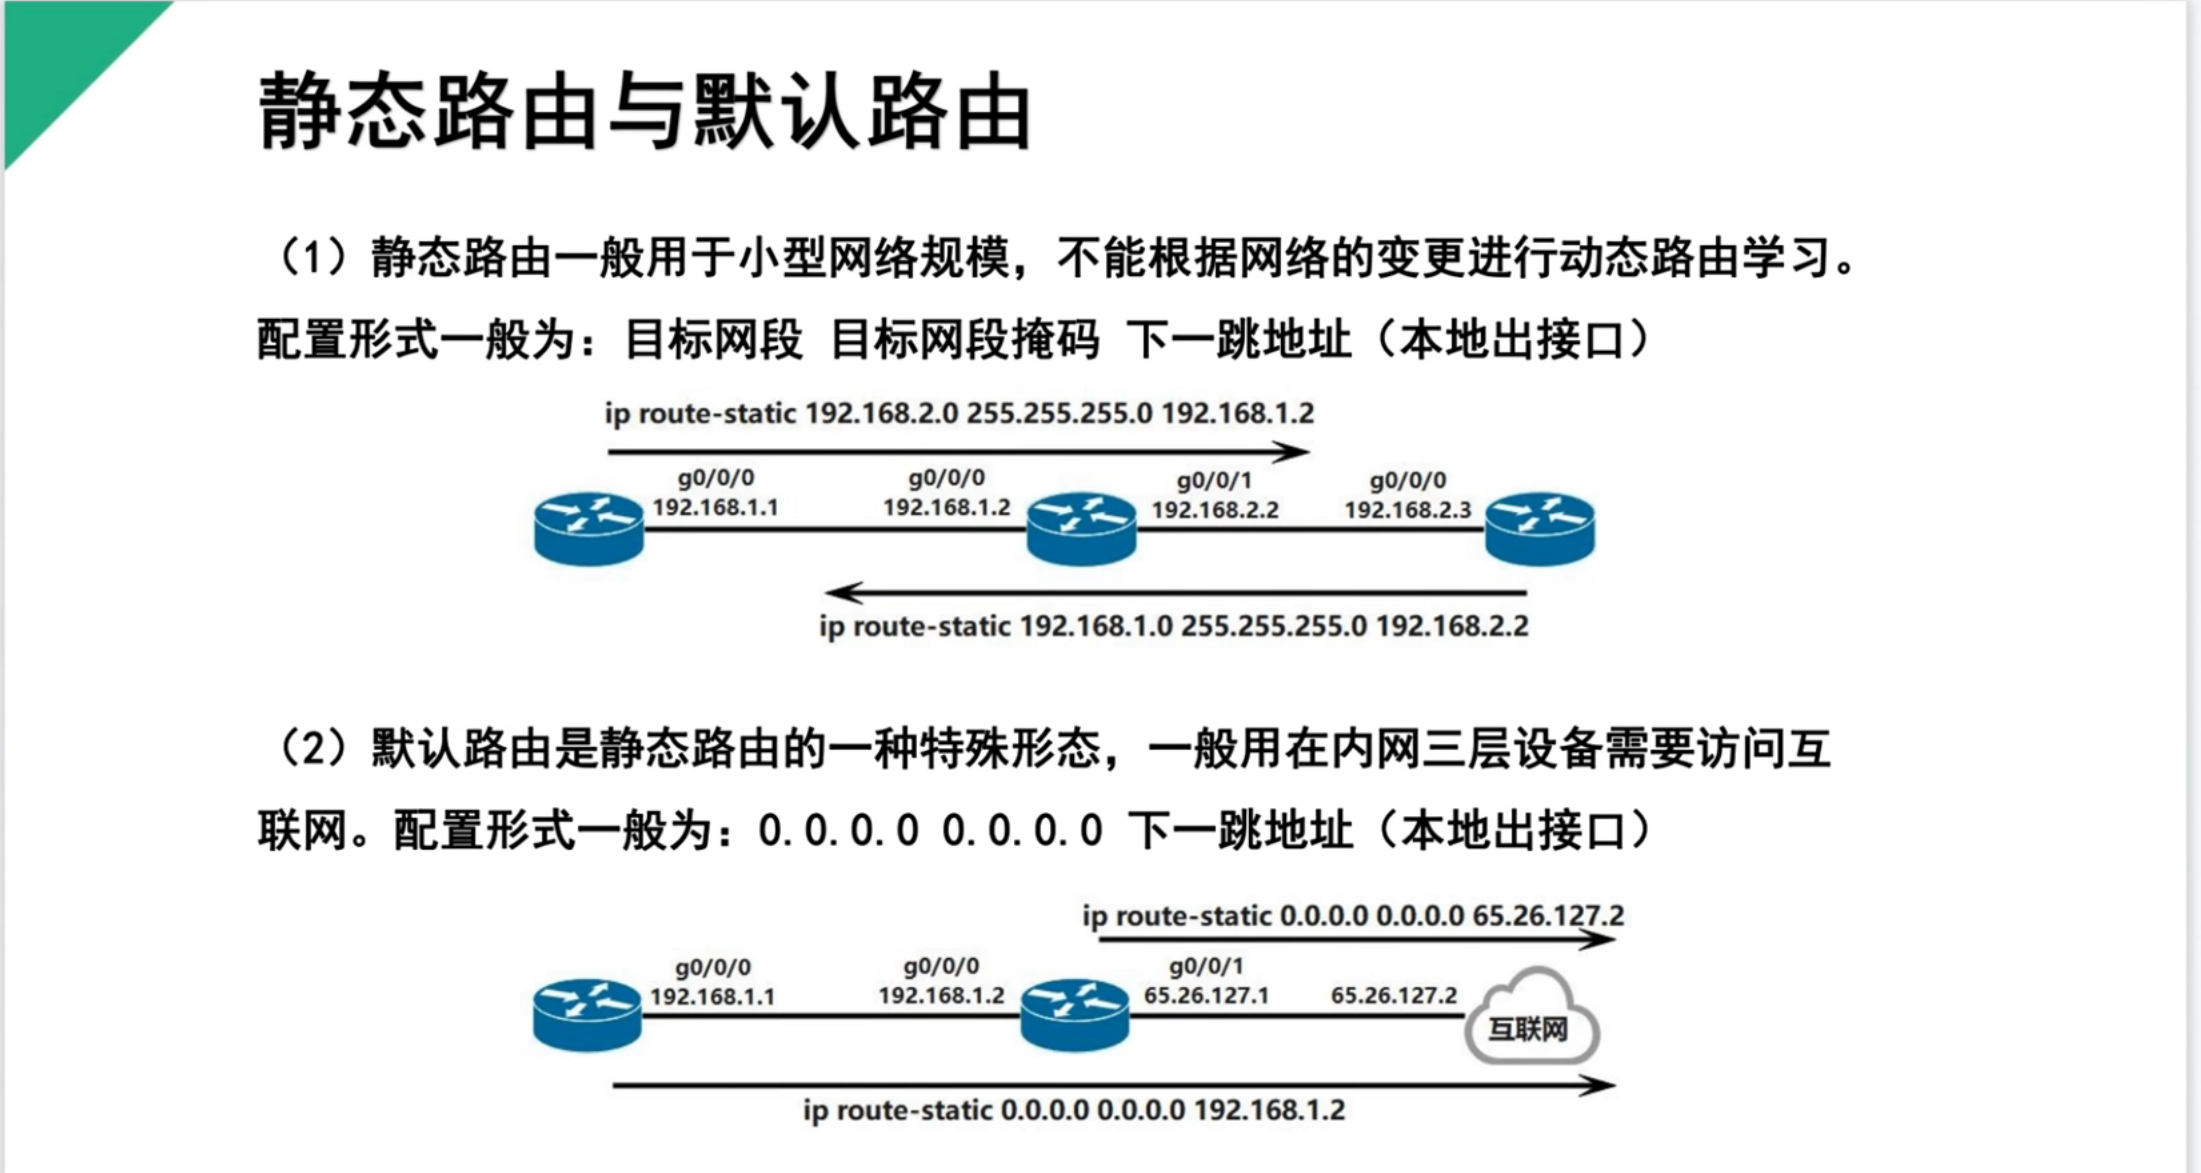 静态路由与默认路由
（1）静态路由一般用于小型网络规模，不能根据网络的变更进行动态路由学习。
配置形式一般为：目标网段 目标网段掩码 下一跳地址（本地出接口）
ip route-static 192.168.2.0 255.255.255.0 192.168.1.2
g0/0/0 g0/0/0 g0/0/1 g0/0/0
192.168.1.1 192.168.1.2 192.168.2.2 192.168.2.3
ip route-static 192.168.1.0 255.255.255.0 192.168.2.2
（2）默认路由是静态路由的一种特殊形态，一般用在内网三层设备需要访问互
联网。配置形式一般为：0.0.0.0 0.0.0.0 下一跳地址（本地出接口）
ip route-static 0.0.0.0 0.0.0.0 65.26.127.2
g0/0/0 g0/0/0 g0/0/1
192.168.1.1 192.168.1.2 65.26.127.1 65.26.127.2
互联网
ip route-static 0.0.0.0 0.0.0.0 192.168.1.2